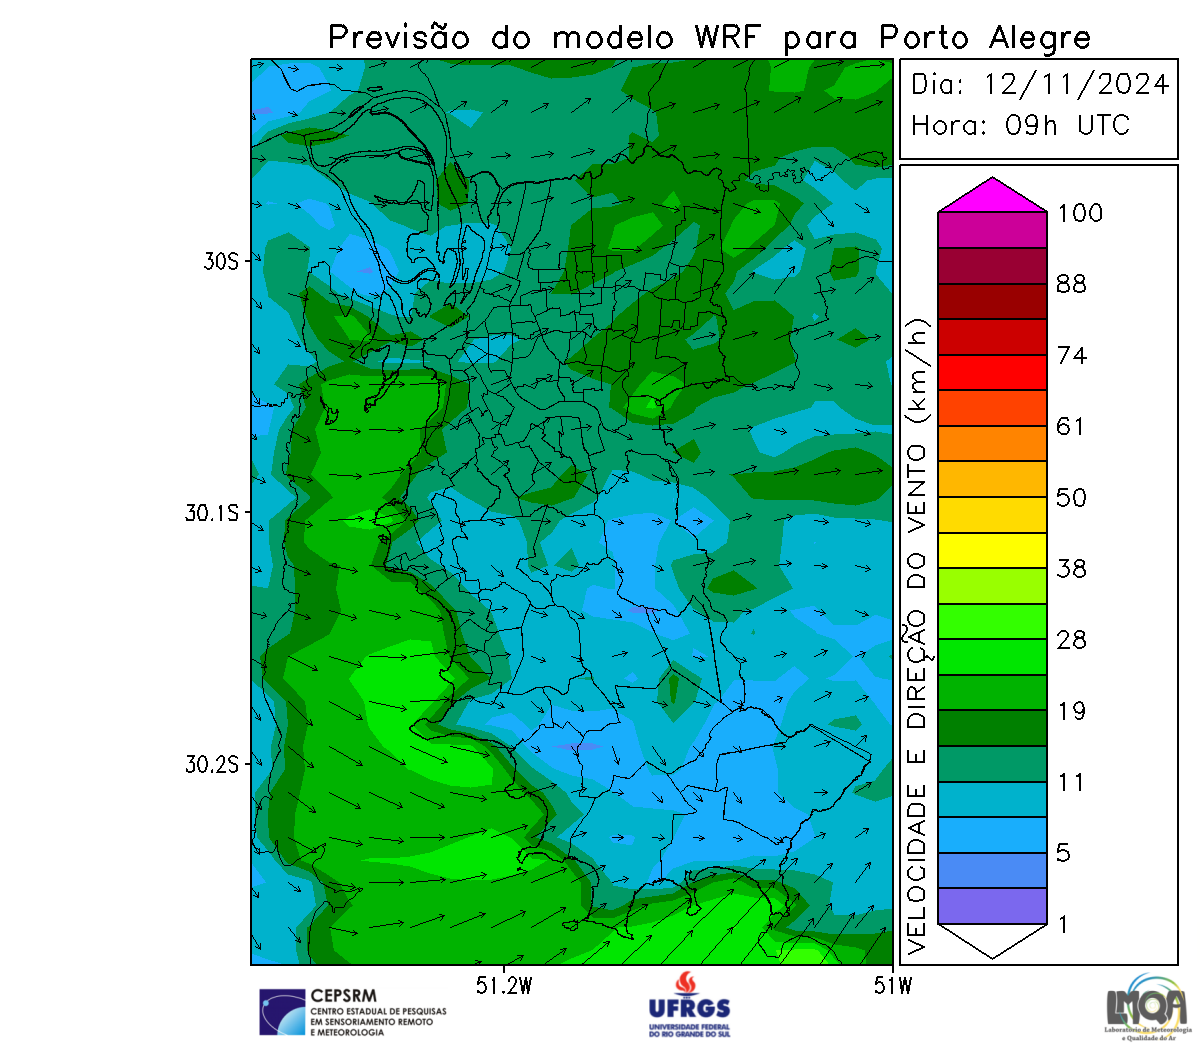 Previsão do modelo WRF para Porto Alegre
Dia: 12/11/2024
Hora: 09h UTC
VELOCIDADE E DIREÇÃO DO VENTO (km/h)
100
88
74
61
50
38
28
19
11
5
1
30S
30.1S
30.2S
51.2W
51W
CEPSRM
CENTRO ESTADUAL DE PESQUISAS
EM SENSORIAMENTO REMOTO
E METEOROLOGIA
UFRGS
UNIVERSIDADE FEDERAL
DO RIO GRANDE DO SUL
LMQA
Laboratório de Meteorologia
e Qualidade do Ar